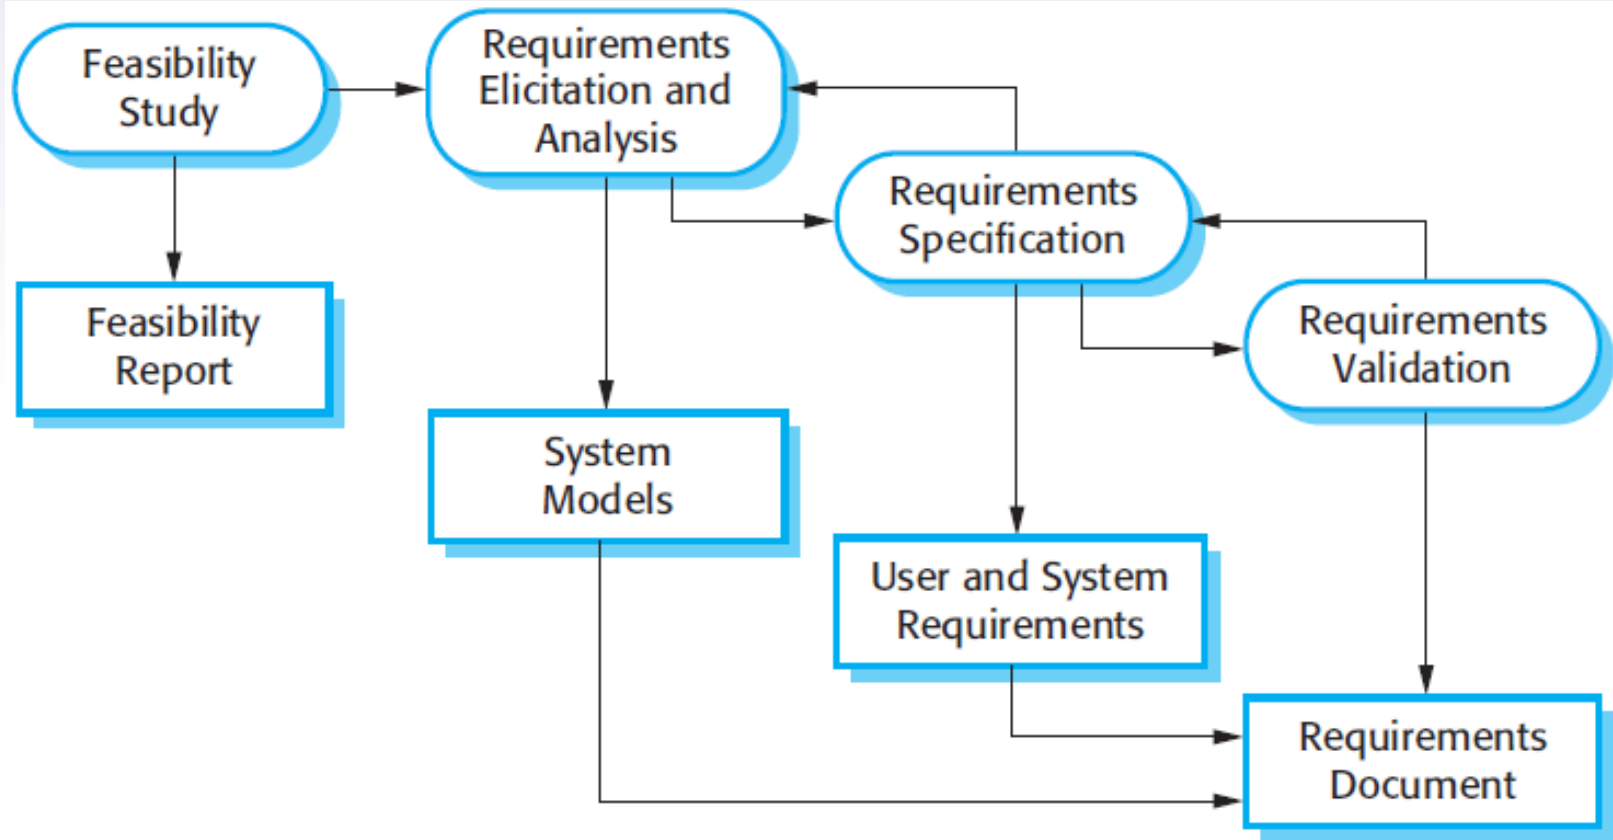 Feasibility
Study
Requirements
Elicitation and
Analysis
Requirements
Specification
Requirements
Validation
Feasibility
Report
System
Models
User and System
Requirements
Requirements
Document